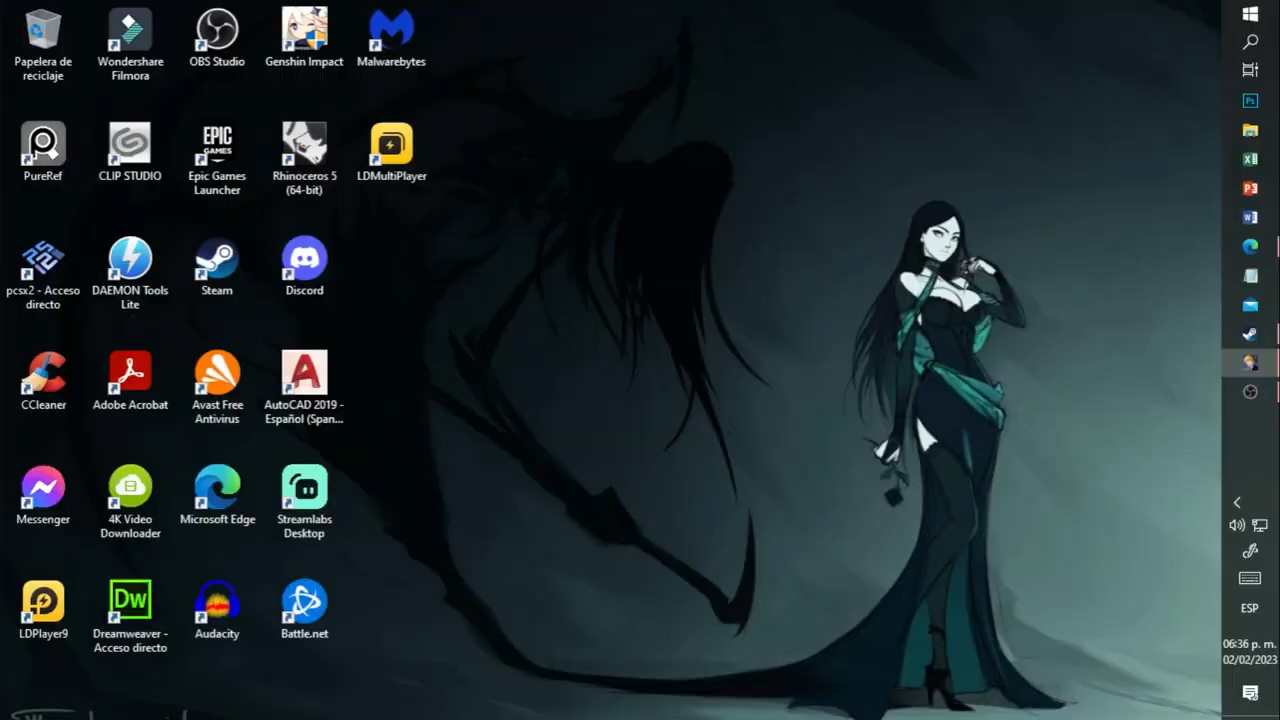 Papelera de
reciclaje
Wondershare
Filmora
OBS Studio
Genshin Impact
Malwarebytes
PureRef
CLIP STUDIO
EPIC
GAMES
Epic Games
Launcher
Rhinoceros 5
(64-bit)
LDMultiPlayer
pcsx2 - Acceso
directo
DAEMON Tools
Lite
Steam
Discord
CCleaner
Adobe Acrobat
Avast Free
Antivirus
AutoCAD 2019 -
Español (Span...
Messenger
4K Video
Downloader
Microsoft Edge
Streamlabs
Desktop
LDPlayer9
Dw
Dreamweaver -
Acceso directo
Audacity
Battle.net
Ps
ESP
06:36 p. m.
02/02/2023